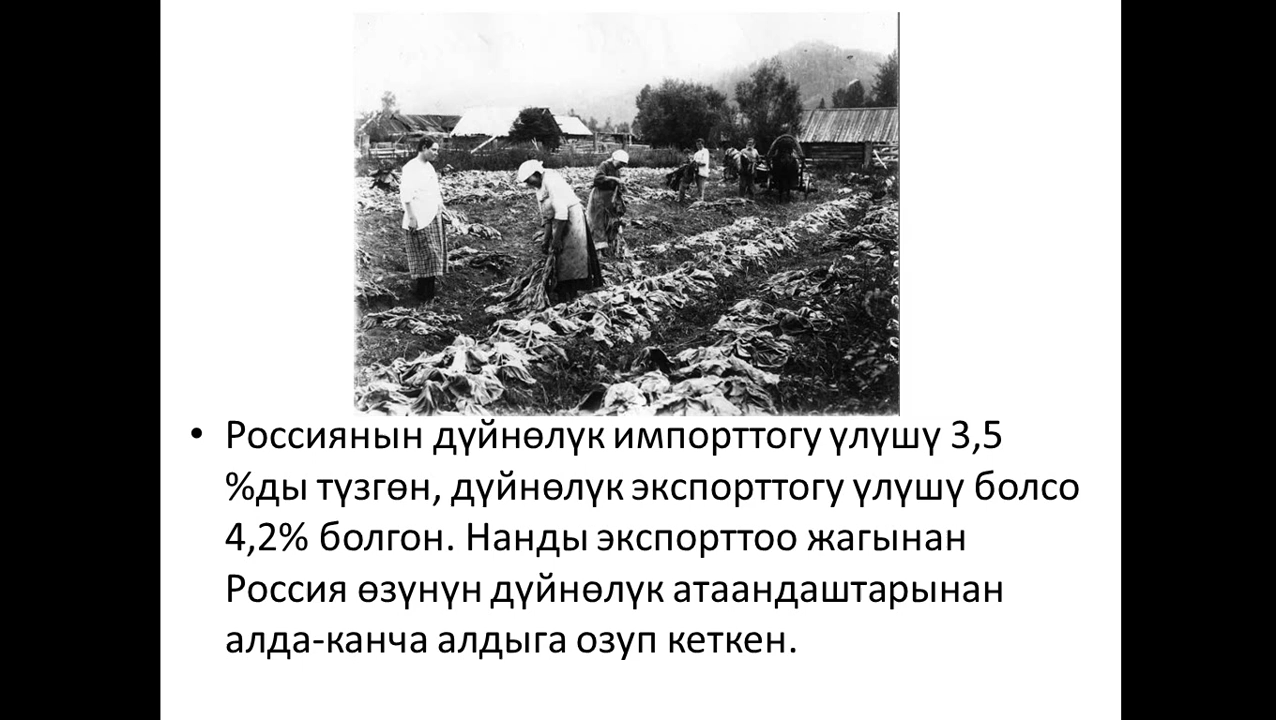 • Россиянын дүйнөлүк импорттогу үлүшү 3,5
%ды түзгөн, дүйнөлүк экспорттогу үлүшү болсо
4,2% болгон. Нанды экспорттоо жагынан
Россия өзүнүн дүйнөлүк атаандаштарынан
алда-канча алдыга озуп кеткен.